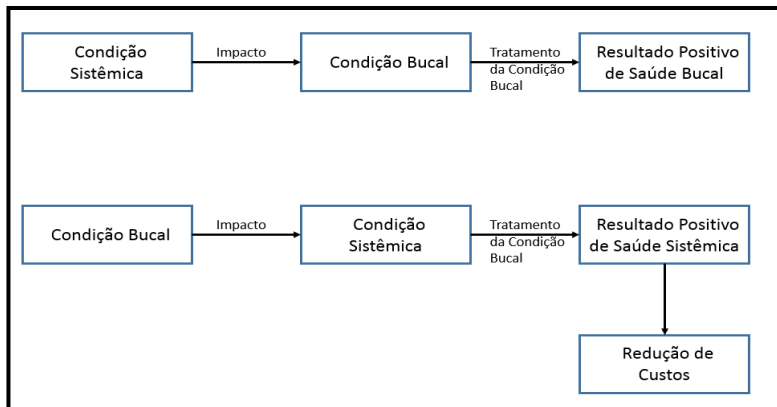 Condição
Sistêmica
Impacto
Condição Bucal
Tratamento
da Condição
Bucal
Resultado Positivo
de Saúde Bucal
Condição Bucal
Impacto
Condição
Sistêmica
Tratamento
da Condição
Bucal
Resultado Positivo
de Saúde Sistêmica
Redução de
Custos